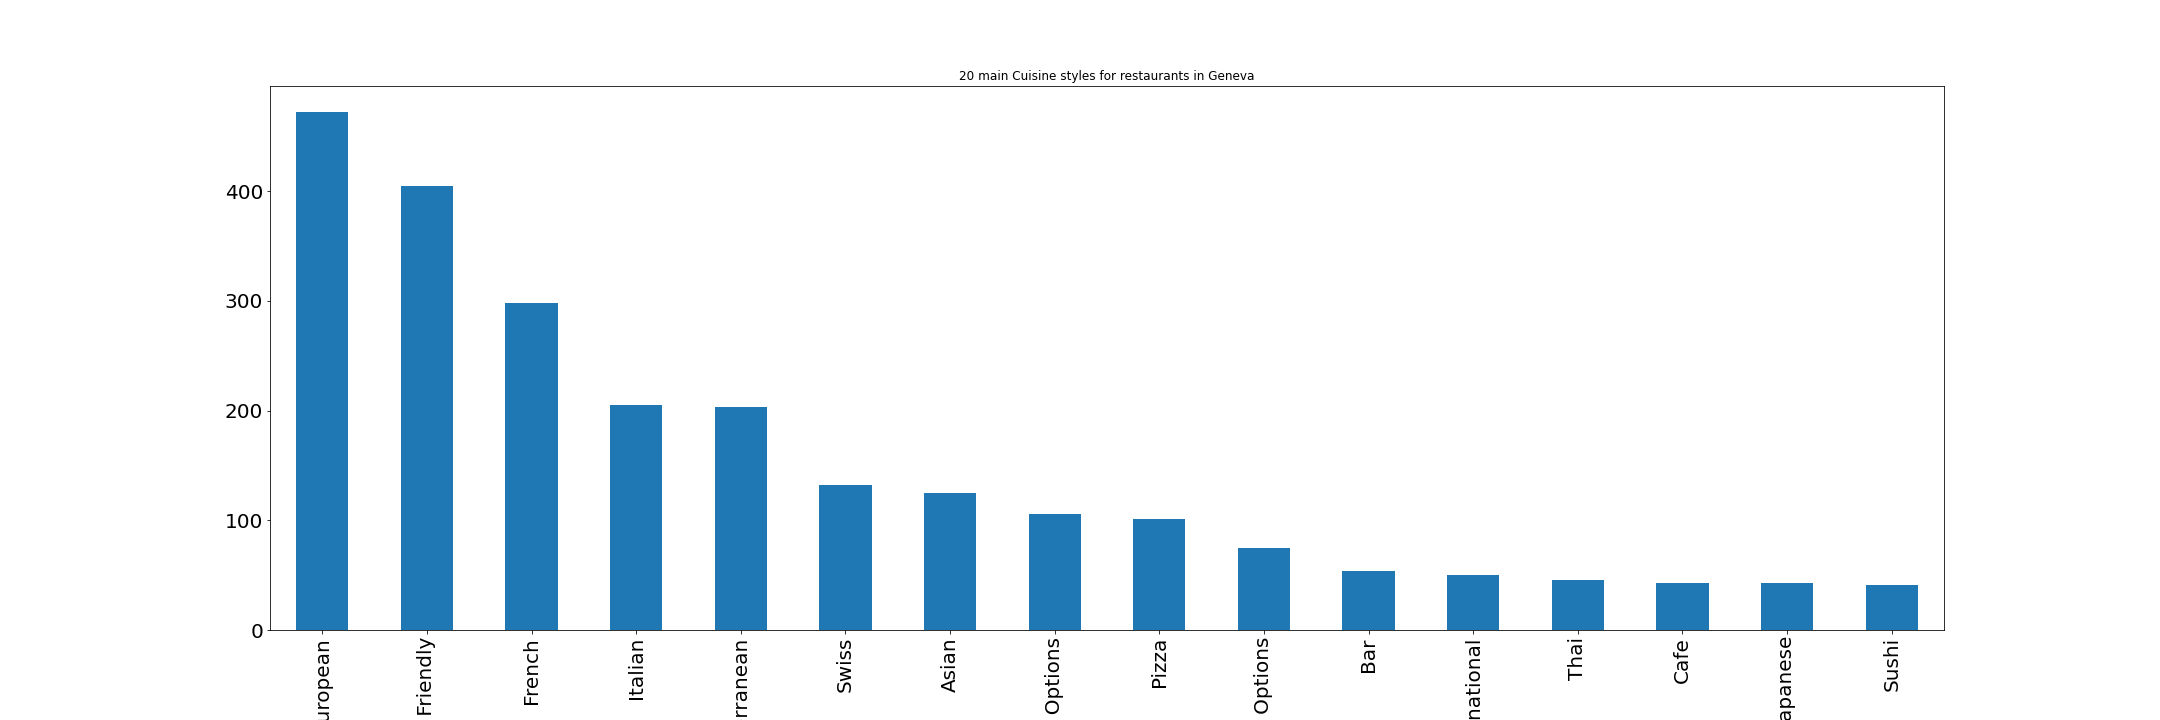 20 main Cuisine styles for restaurants in Geneva
400
300
200
100
0
uropean
Friendly
French
Italian
rranean
Swiss
Asian
Options
Pizza
Options
Bar
national
Thai
Cafe
apanese
Sushi